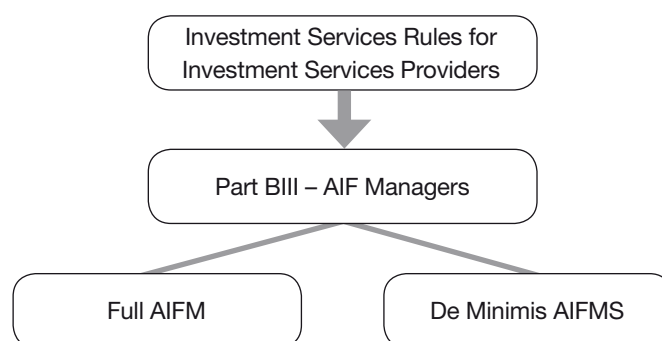 Investment Services Rules for
Investment Services Providers
Part BIII – AIF Managers
Full AIFM
De Minimis AIFMS